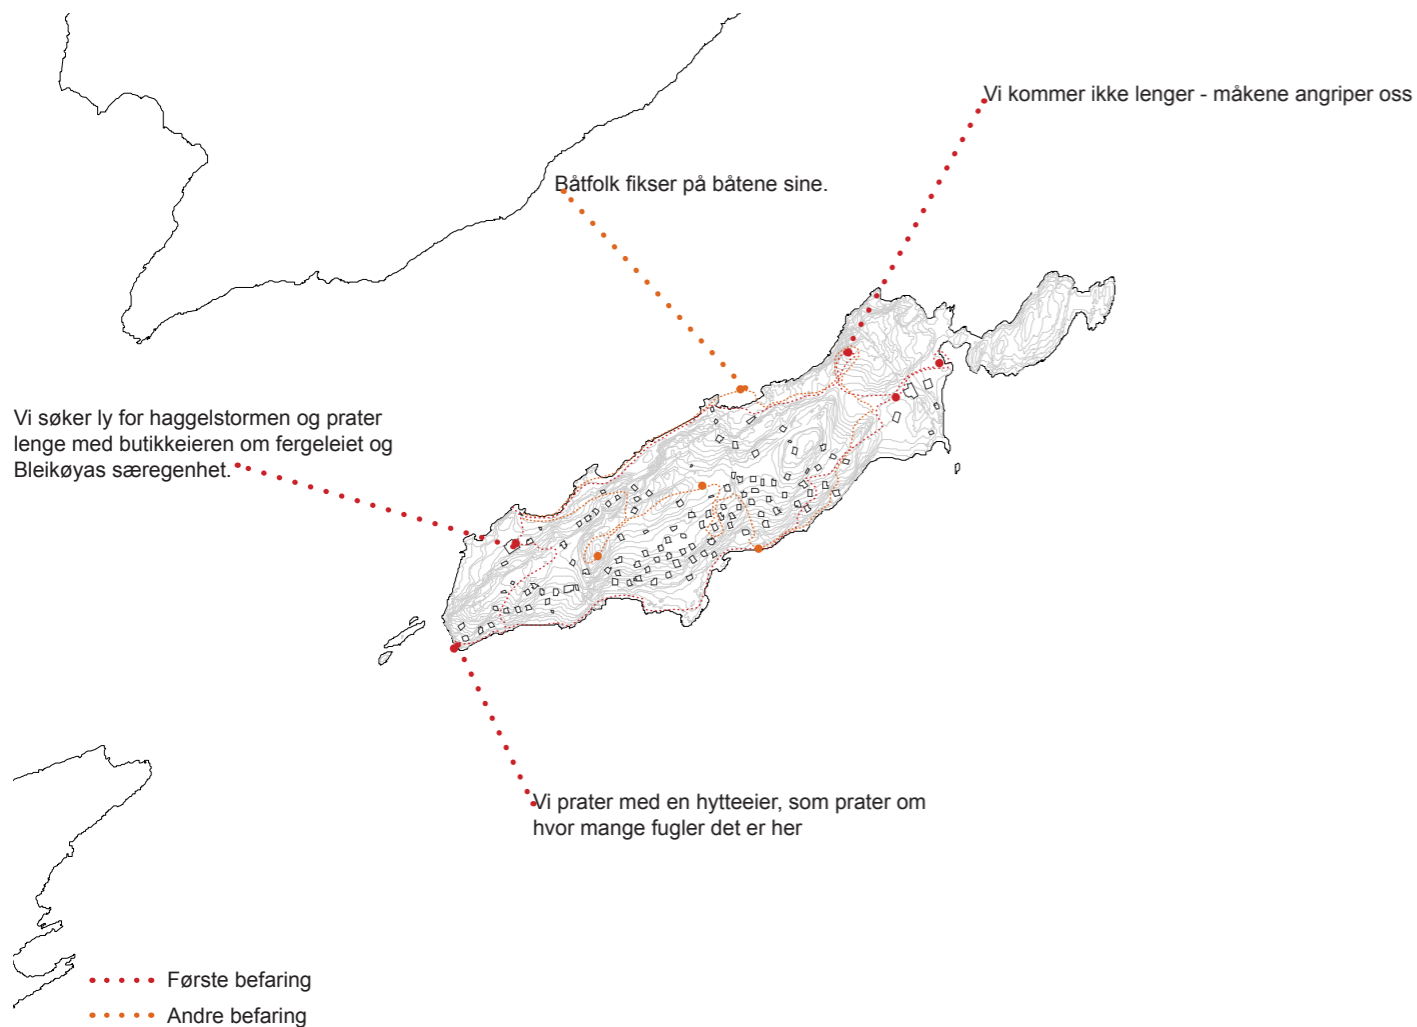 Vi kommer ikke lenger - måkene angriper oss
Båtfolk fikser på båtene sine.
Vi søker ly for haggelstormen og prater
lenge med butikkeieren om fergeleiet og
Bleikøyas særegenhet.
Vi prater med en hytteeier, som prater om
hvor mange fugler det er her
Første befaring
Andre befaring